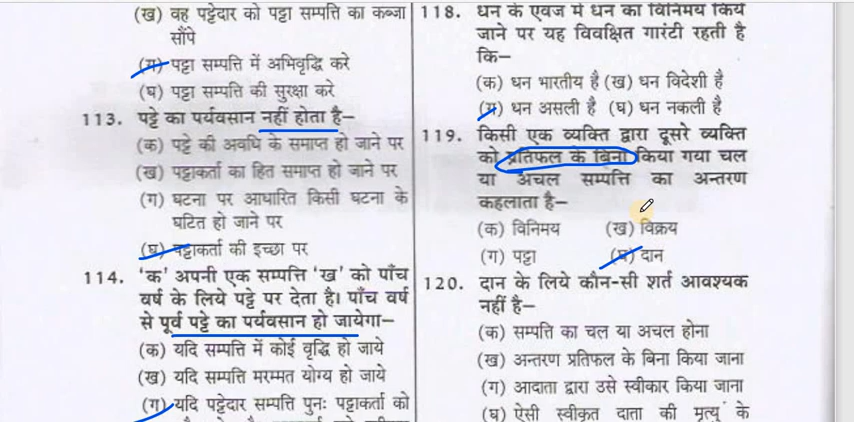 (ख) वह पट्टेदार को पट्टा सम्पत्ति का कब्जा
सौंपे
(ग) पट्टा सम्पत्ति में अभिवृद्धि करे
(घ) पट्टा सम्पत्ति की सुरक्षा करे
113. पट्टे का पर्यवसान नहीं होता है–
(क) पट्टे की अवधि के समाप्त हो जाने पर
(ख) पट्टाकर्ता का हित समाप्त हो जाने पर
(ग) घटना पर आधारित किसी घटना के
घटित हो जाने पर
(घ) पट्टाकर्ता की इच्छा पर
114. 'क' अपनी एक सम्पत्ति 'ख' को पाँच
वर्ष के लिये पट्टे पर देता है। पाँच वर्ष
से पूर्व पट्टे का पर्यवसान हो जायेगा–
(क) यदि सम्पत्ति में कोई वृद्धि हो जाये
(ख) यदि सम्पत्ति मरम्मत योग्य हो जाये
(ग) यदि पट्टेदार सम्पत्ति पुनः पट्टाकर्ता को
118. धन के एवज में धन का विनिमय किये
जाने पर यह विवक्षित गारंटी रहती है
कि–
(क) धन भारतीय है (ख) धन विदेशी है
(ग) धन असली है (घ) धन नकली है
119. किसी एक व्यक्ति द्वारा दूसरे व्यक्ति
को प्रतिफल के बिना किया गया चल
या अचल सम्पत्ति का अन्तरण
कहलाता है–
(क) विनिमय (ख) विक्रय
(ग) पट्टा (घ) दान
120. दान के लिये कौन-सी शर्त आवश्यक
नहीं है–
(क) सम्पत्ति का चल या अचल होना
(ख) अन्तरण प्रतिफल के बिना किया जाना
(ग) आदाता द्वारा उसे स्वीकार किया जाना
(घ) ऐसी स्वीकृत दाता की मृत्यु के